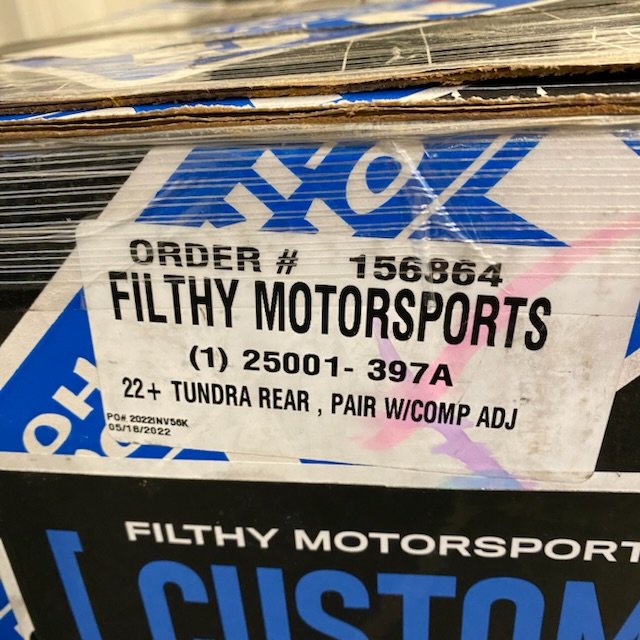 ORDER # 156864
FILTHY MOTORSPORTS
(1) 25001-397A
22+ TUNDRA REAR , PAIR W/COMP ADJ
PO# 2022INV56K
05/18/2022
FILTHY MOTORSPORT
[ CUSTOM